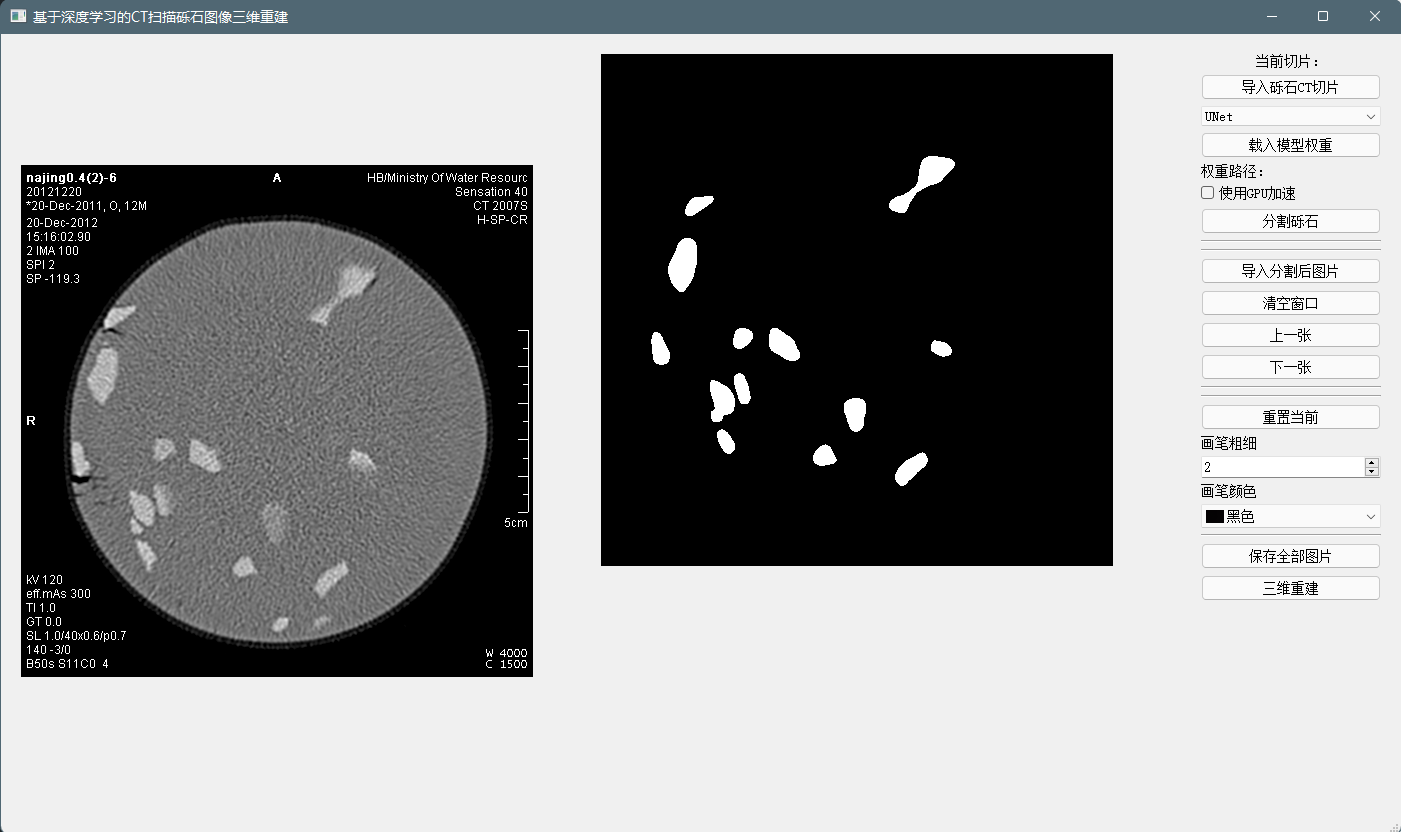 基于深度学习的CT扫描砾石图像三维重建
najing0.4(2)-6
20121220
*20-Dec-2011, O, 12M
20-Dec-2012
15:16:02.90
2 IMA 100
SPI 2
SP -119.3
A
HB/Ministry Of Water Resourc
Sensation 40
CT 2007S
H-SP-CR
R
5cm
kV 120
eff.mAs 300
TI 1.0
GT 0.0
SL 1.0/40x0.6/p0.7
140 -3/0
B50s S11C0 4
W 4000
C 1500
当前切片：
导入砾石CT切片
UNet
载入模型权重
权重路径：
使用GPU加速
分割砾石
导入分割后图片
清空窗口
上一张
下一张
重置当前
画笔粗细
2
画笔颜色
黑色
保存全部图片
三维重建